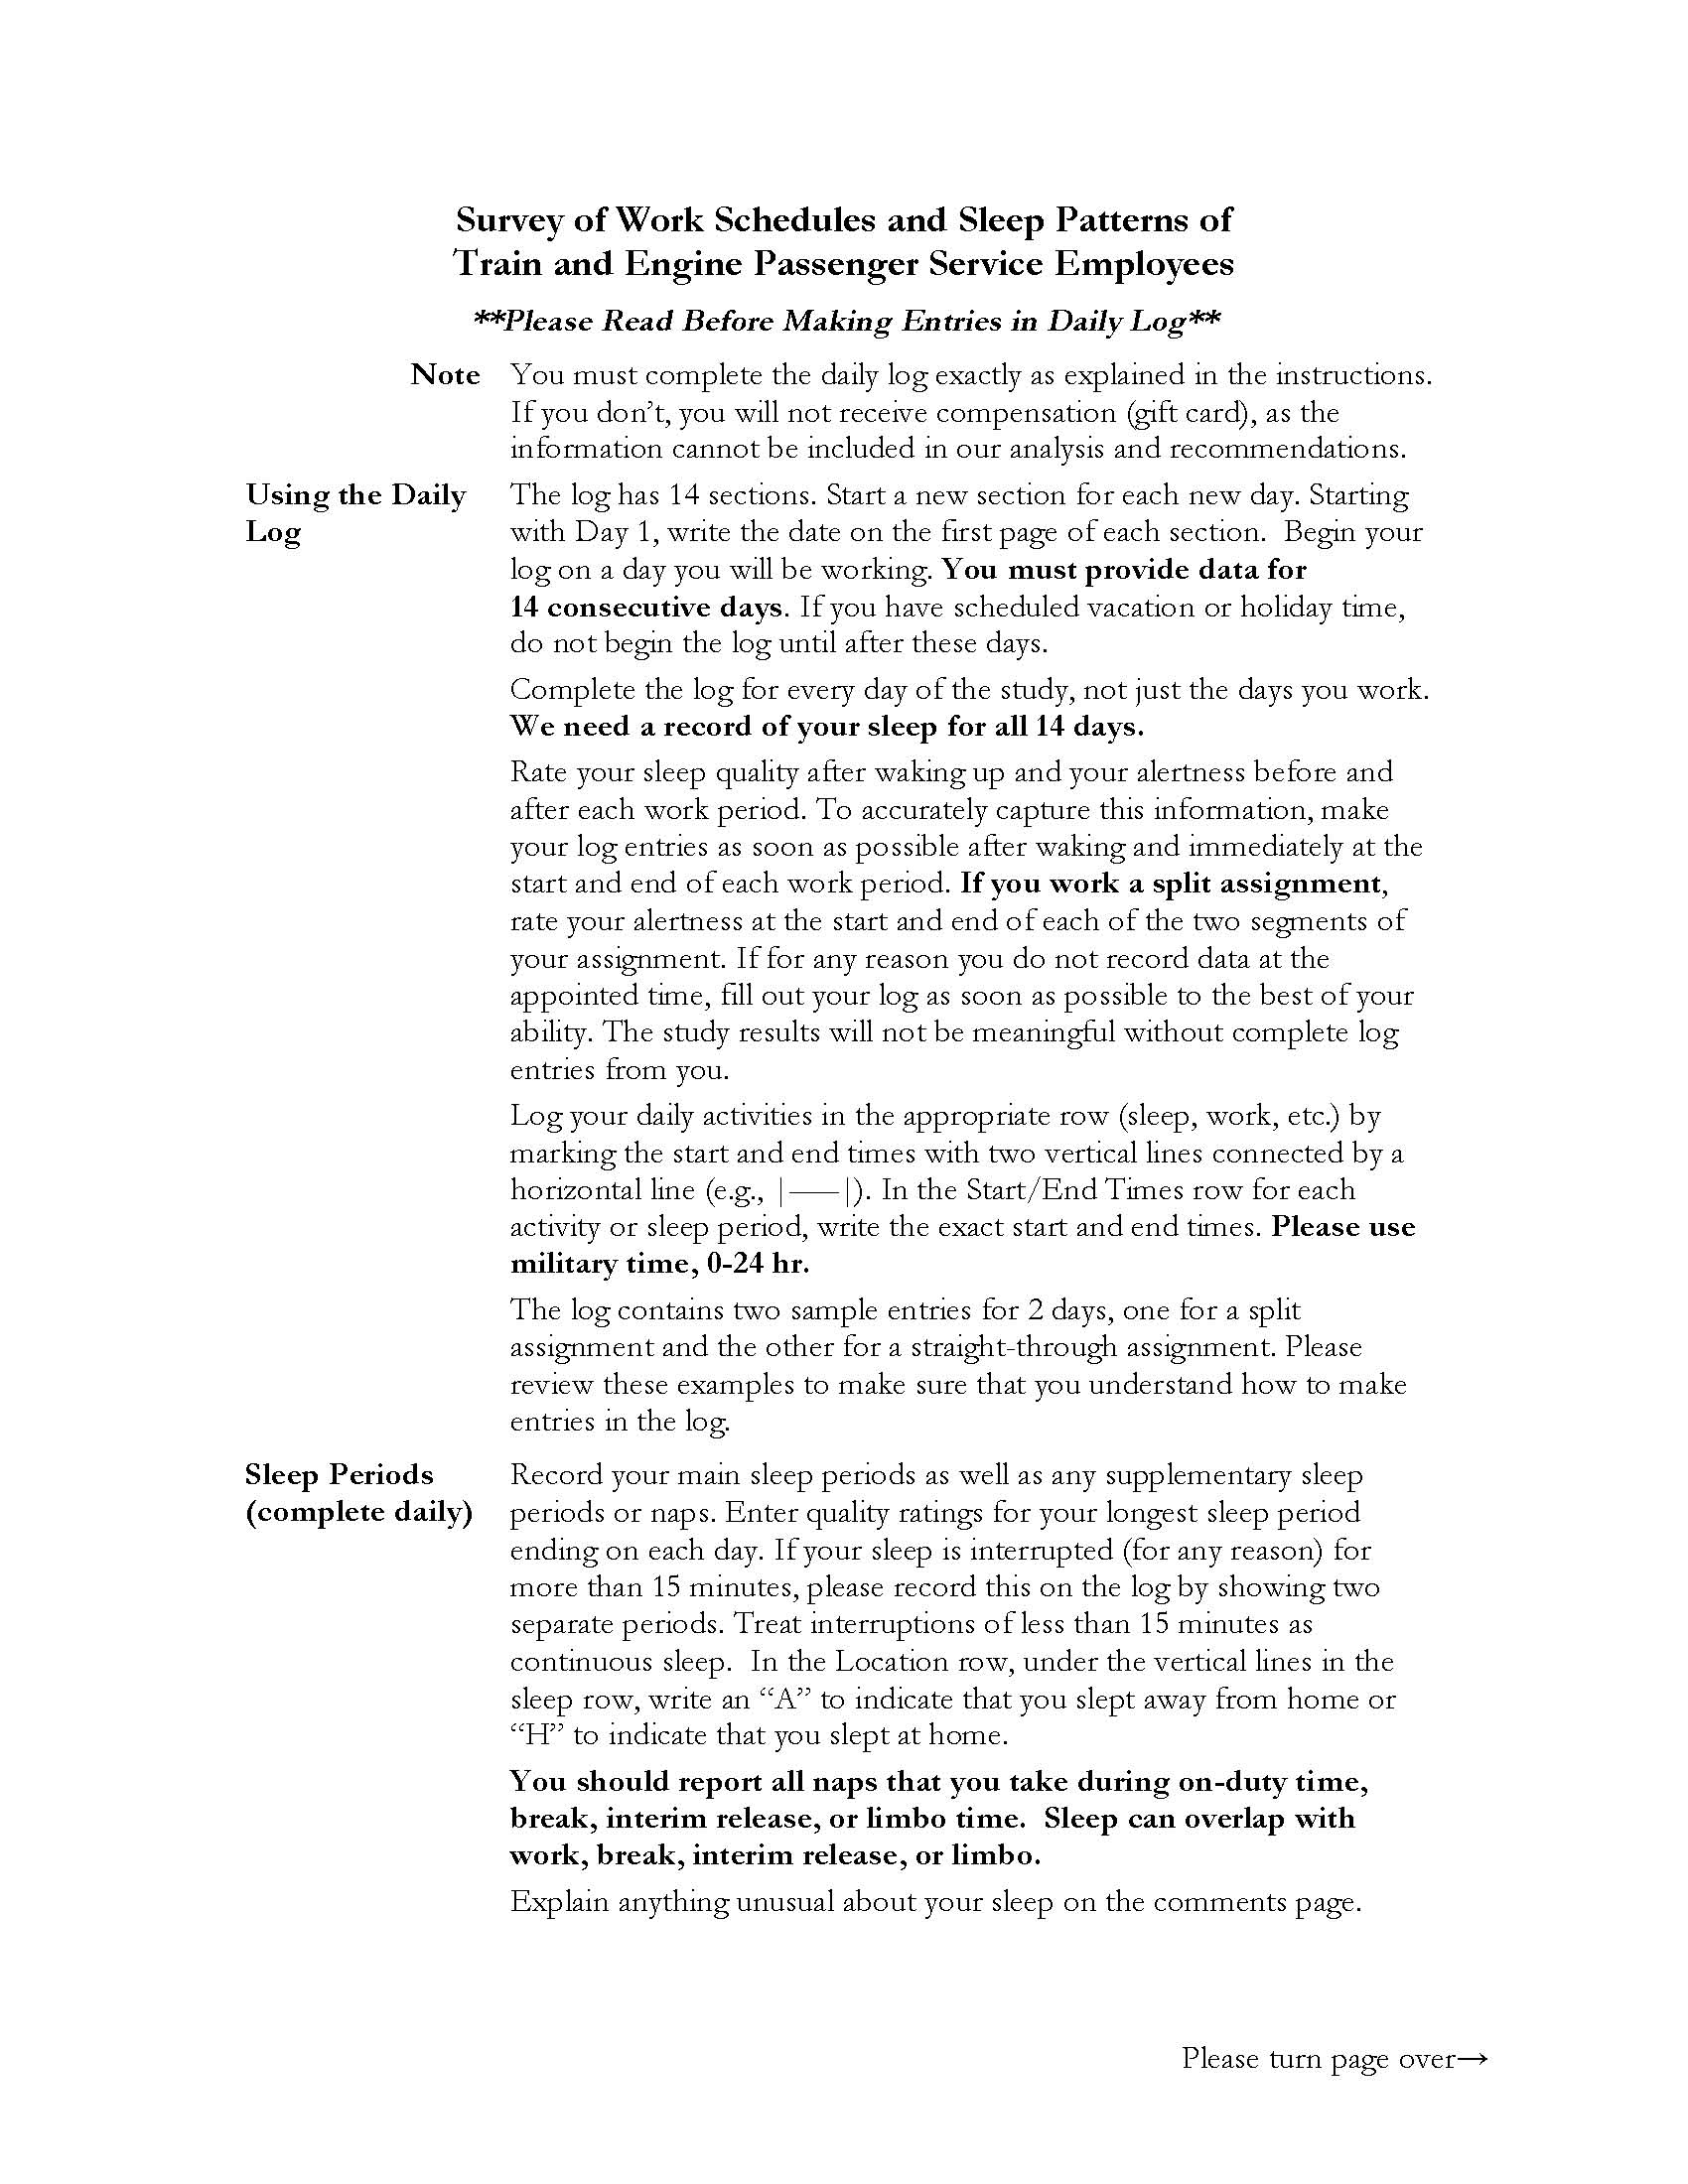 Survey of Work Schedules and Sleep Patterns of
Train and Engine Passenger Service Employees
**Please Read Before Making Entries in Daily Log**
Note
You must complete the daily log exactly as explained in the instructions.
If you don’t, you will not receive compensation (gift card), as the
information cannot be included in our analysis and recommendations.
Using the Daily
Log
The log has 14 sections. Start a new section for each new day. Starting
with Day 1, write the date on the first page of each section.  Begin your
log on a day you will be working. You must provide data for
14 consecutive days. If you have scheduled vacation or holiday time,
do not begin the log until after these days.
Complete the log for every day of the study, not just the days you work.
We need a record of your sleep for all 14 days.
Rate your sleep quality after waking up and your alertness before and
after each work period. To accurately capture this information, make
your log entries as soon as possible after waking and immediately at the
start and end of each work period. If you work a split assignment,
rate your alertness at the start and end of each of the two segments of
your assignment. If for any reason you do not record data at the
appointed time, fill out your log as soon as possible to the best of your
ability. The study results will not be meaningful without complete log
entries from you.
Log your daily activities in the appropriate row (sleep, work, etc.) by
marking the start and end times with two vertical lines connected by a
horizontal line (e.g., |——|). In the Start/End Times row for each
activity or sleep period, write the exact start and end times. Please use
military time, 0-24 hr.
The log contains two sample entries for 2 days, one for a split
assignment and the other for a straight-through assignment. Please
review these examples to make sure that you understand how to make
entries in the log.
Sleep Periods
(complete daily)
Record your main sleep periods as well as any supplementary sleep
periods or naps. Enter quality ratings for your longest sleep period
ending on each day. If your sleep is interrupted (for any reason) for
more than 15 minutes, please record this on the log by showing two
separate periods. Treat interruptions of less than 15 minutes as
continuous sleep.  In the Location row, under the vertical lines in the
sleep row, write an “A” to indicate that you slept away from home or
“H” to indicate that you slept at home.
You should report all naps that you take during on-duty time,
break, interim release, or limbo time.  Sleep can overlap with
work, break, interim release, or limbo.
Explain anything unusual about your sleep on the comments page.
Please turn page over→